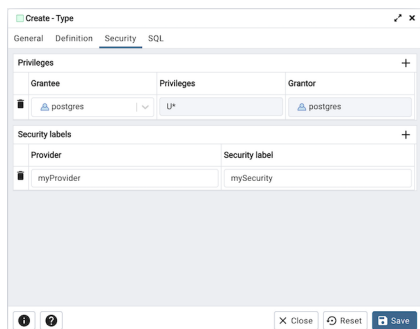 Create - Type
General Definition Security SQL
Privileges
Grantee Privileges Grantor
postgres U* postgres
Security labels
Provider Security label
myProvider mySecurity
Close Reset Save